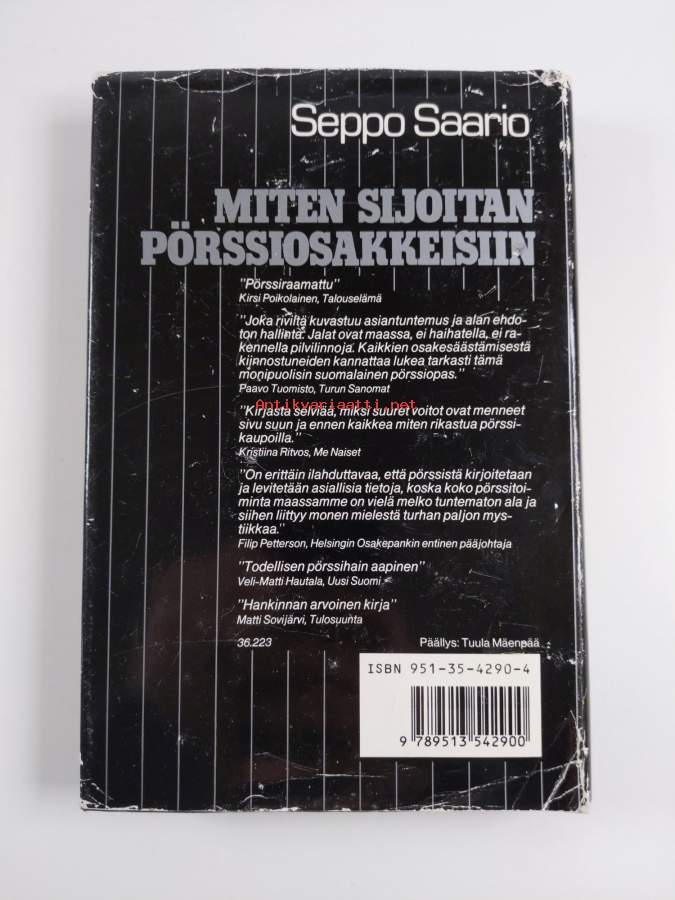 Seppo Saario
MITEN SIJOITAN
PÖRSSIOSAKKEISIIN
"Pörssiraamattu"
Kirsi Poikolainen, Talouselämä
"Joka riviltä kuvastuu asiantuntemus ja alan ehdo-
ton hallinta. Jalat ovat maassa, ei haihatella, ei ra-
kennella pilvilinnoja. Kaikkien osakesäästämisestä
kiinnostuneiden kannattaa lukea tarkasti tämä
monipuolisin suomalainen pörssiopas."
Paavo Tuomisto, Turun Sanomat
Antikvariaatti.net
"Kirjasta selviää, miksi suuret voitot ovat menneet
sivu suun ja ennen kaikkea miten rikastua pörssi-
kaupoilla."
Kristiina Ritvos, Me Naiset
"On erittäin ilahduttavaa, että pörssistä kirjoitetaan
ja levitetään asiallisia tietoja, koska koko pörssitoi-
minta maassamme on vielä melko tuntematon ala ja
siihen liittyy monen mielestä turhan paljon mys-
tiikkaa."
Filip Petterson, Helsingin Osakepankin entinen pääjohtaja
"Todellisen pörssihain aapinen"
Veli-Matti Hautala, Uusi Suomi
"Hankinnan arvoinen kirja"
Matti Sovijärvi, Tulosuunta
36.223 Päällys: Tuula Mäenpää
ISBN 951-35-4290-4
9 789513 542900